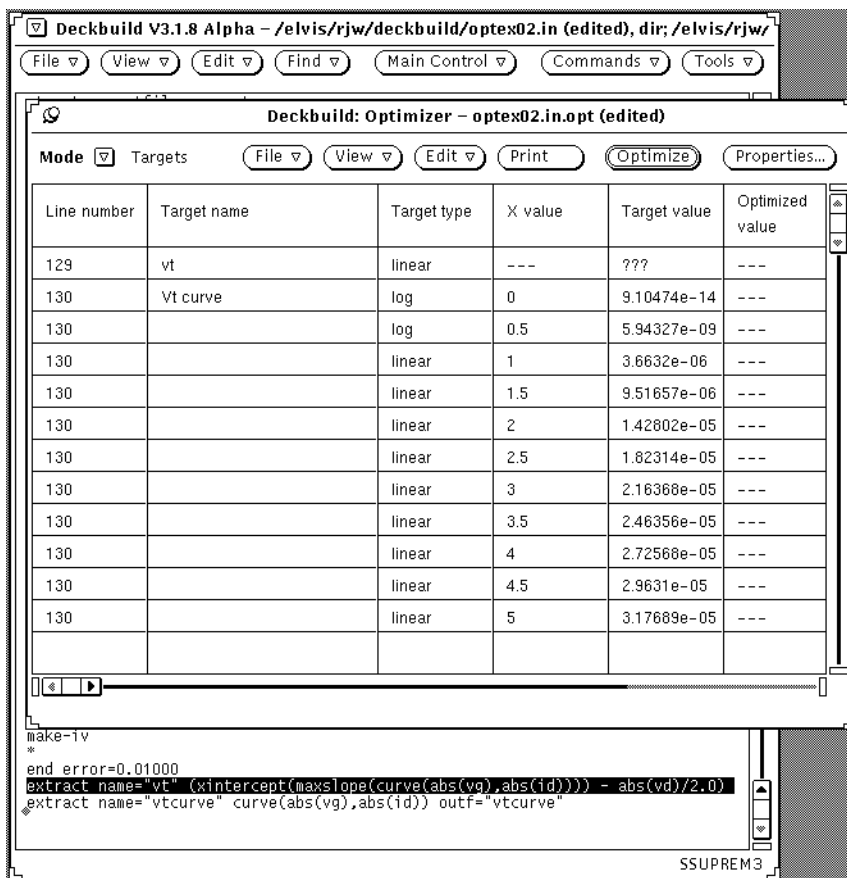 Deckbuild V3.1.8 Alpha – /elvis/rjw/deckbuild/optex02.in (edited), dir; /elvis/rjw/
File View Edit Find Main Control Commands Tools
Deckbuild: Optimizer – optex02.in.opt (edited)
Mode Targets File View Edit Print Optimize Properties...
Line number Target name Target type X value Target value Optimized value
129 vt linear --- ??? ---
130 Vt curve log 0 9.10474e-14 ---
130 log 0.5 5.94327e-09 ---
130 linear 1 3.6632e-06 ---
130 linear 1.5 9.51657e-06 ---
130 linear 2 1.42802e-05 ---
130 linear 2.5 1.82314e-05 ---
130 linear 3 2.16368e-05 ---
130 linear 3.5 2.46356e-05 ---
130 linear 4 2.72568e-05 ---
130 linear 4.5 2.9631e-05 ---
130 linear 5 3.17689e-05 ---
make-iv
*
end error=0.01000
extract name="vt" (xintercept(maxslope(curve(abs(vg),abs(id)))) - abs(vd)/2.0)
extract name="vtcurve" curve(abs(vg),abs(id)) outf="vtcurve"
SSUPREM3